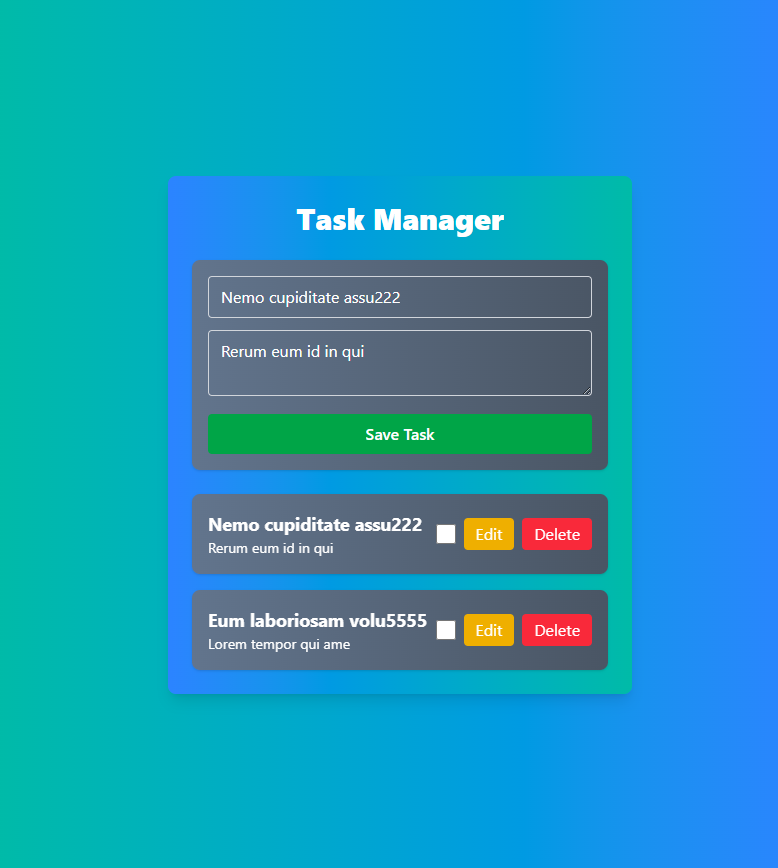 Task Manager
Nemo cupiditate assu222
Rerum eum id in qui
Save Task
Nemo cupiditate assu222
Rerum eum id in qui
Edit
Delete
Eum laboriosam volu5555
Lorem tempor qui ame
Edit
Delete